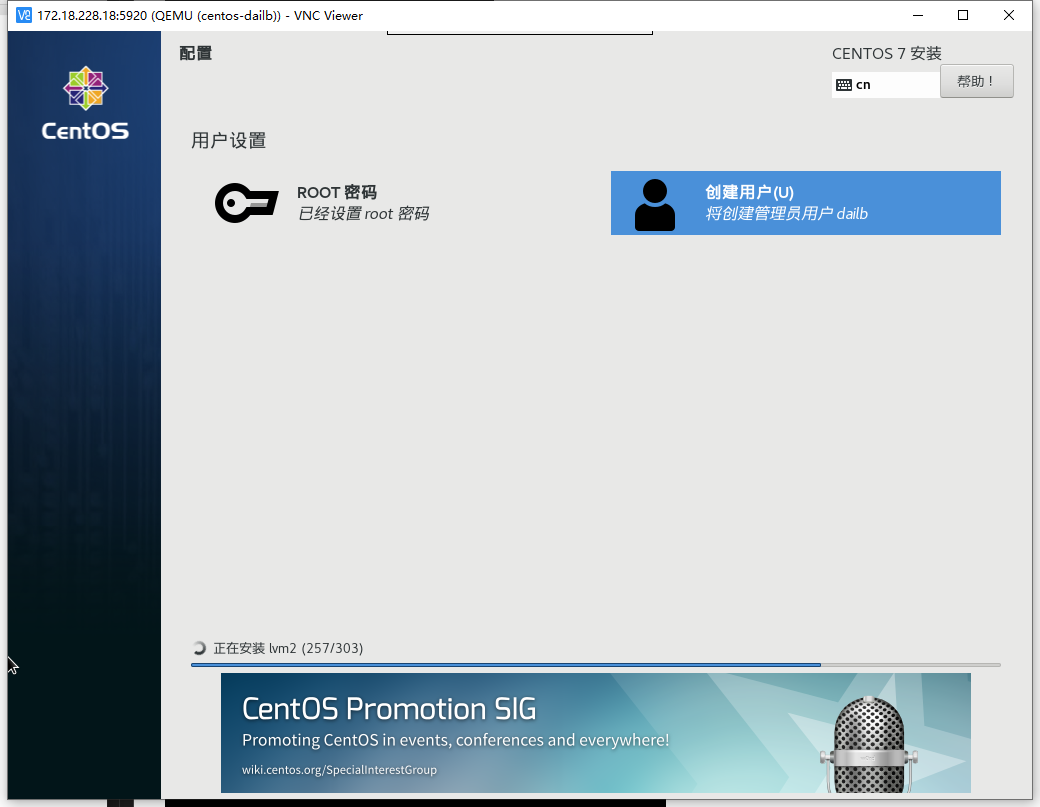 172.18.228.18:5920 (QEMU (centos-dailb)) - VNC Viewer
配置
CENTOS 7 安装
cn
帮助！
CentOS
用户设置
ROOT 密码
已经设置 root 密码
创建用户(U)
将创建管理员用户 dailb
正在安装 lvm2 (257/303)
CentOS Promotion SIG
Promoting CentOS in events, conferences and everywhere!
wiki.centos.org/SpecialInterestGroup